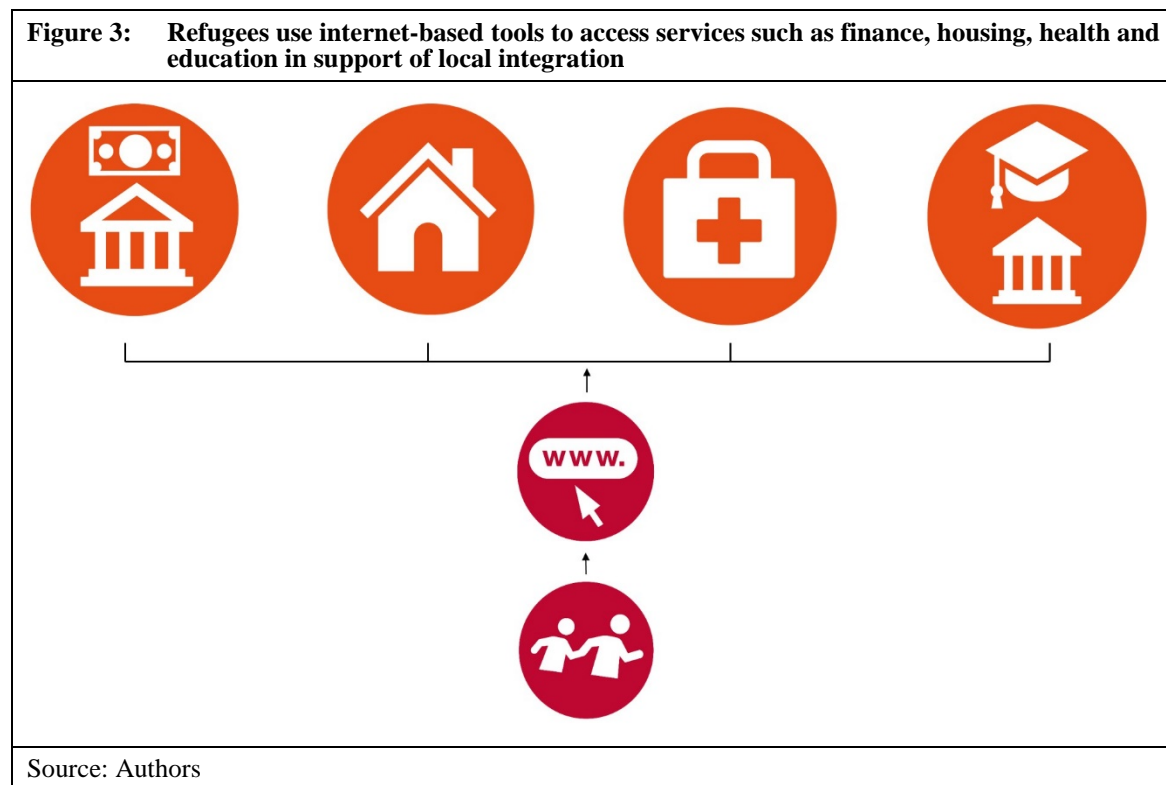 Figure 3: Refugees use internet-based tools to access services such as finance, housing, health and
education in support of local integration
www.
Source: Authors